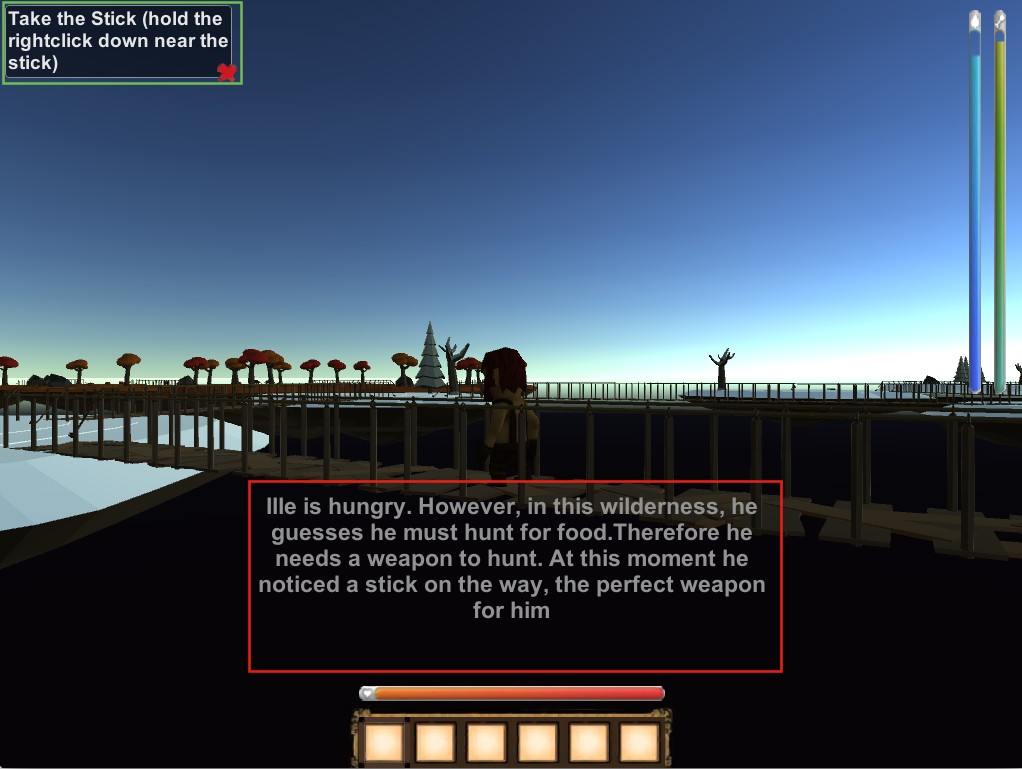 Take the Stick (hold the
rightclick down near the
stick)
Ille is hungry. However, in this wilderness, he
guesses he must hunt for food.Therefore he
needs a weapon to hunt. At this moment he
noticed a stick on the way, the perfect weapon
for him